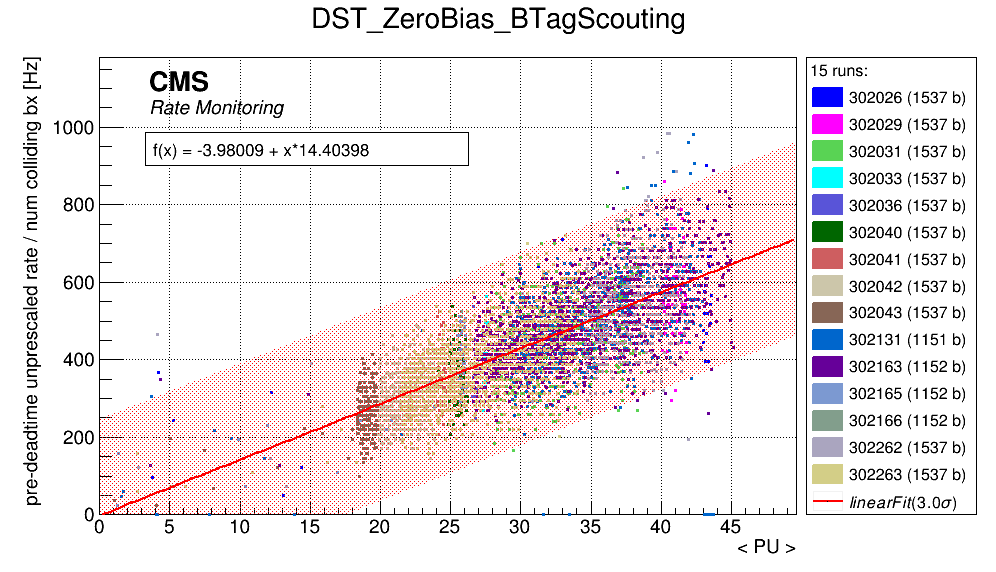 DST_ZeroBias_BTagScouting
pre-deadtime unprescaled rate / num colliding bx [Hz]
CMS
Rate Monitoring
f(x) = -3.98009 + x*14.40398
1000
800
600
400
200
0
0 5 10 15 20 25 30 35 40 45
< PU >
15 runs:
302026 (1537 b)
302029 (1537 b)
302031 (1537 b)
302033 (1537 b)
302036 (1537 b)
302040 (1537 b)
302041 (1537 b)
302042 (1537 b)
302043 (1537 b)
302131 (1151 b)
302163 (1152 b)
302165 (1152 b)
302166 (1152 b)
302262 (1537 b)
302263 (1537 b)
linearFit(3.0σ)